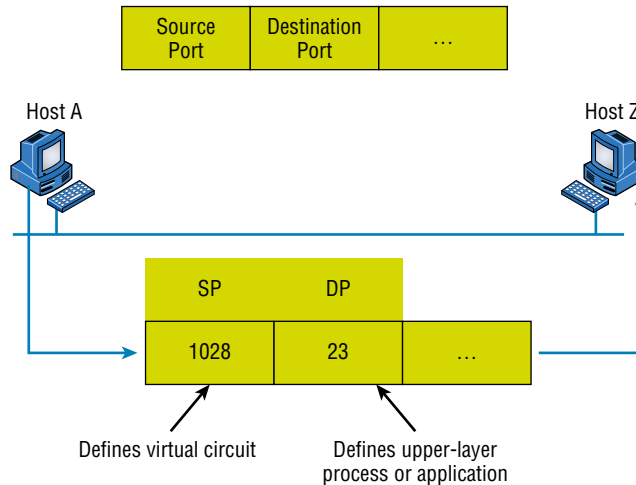 Source Port
Destination Port
...
Host A
Host Z
SP
DP
1028
23
...
Defines virtual circuit
Defines upper-layer
process or application